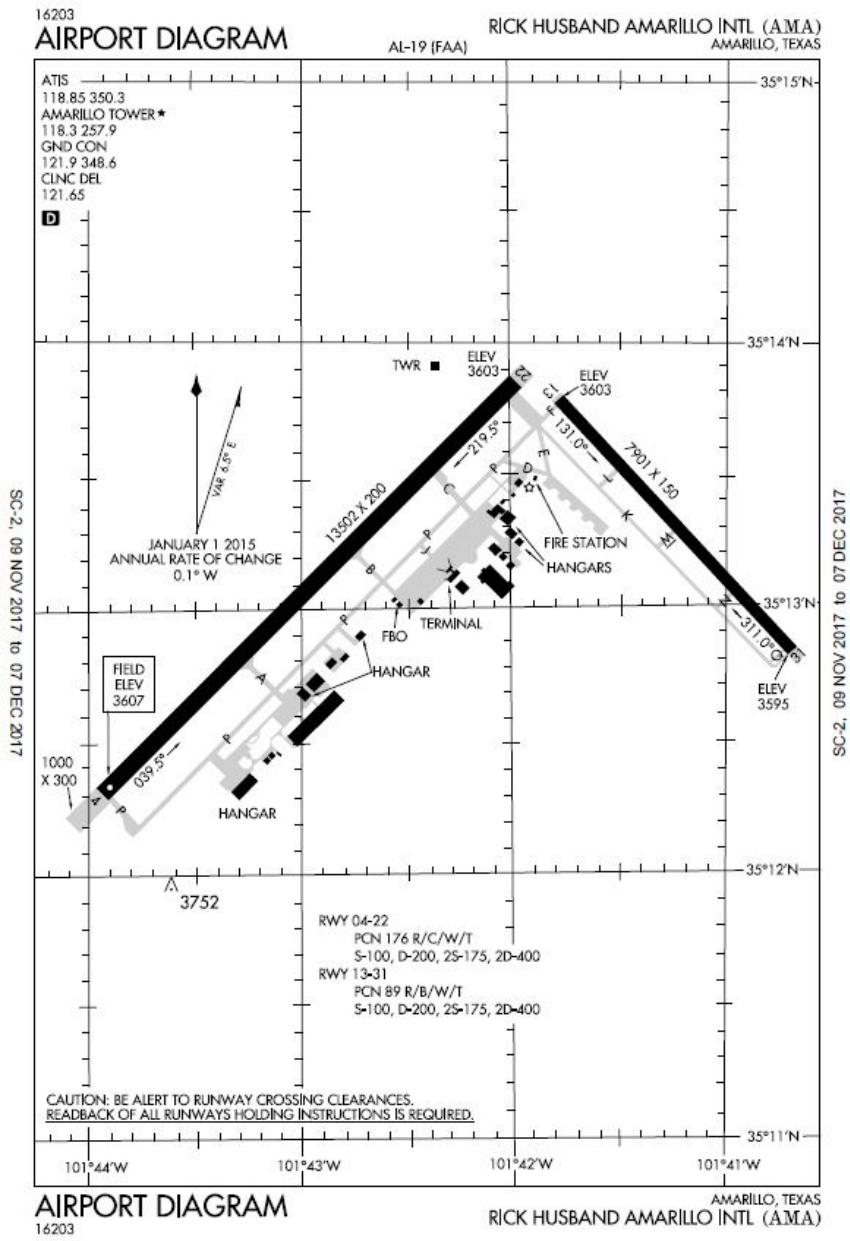 16203
AIRPORT DIAGRAM
AL-19 (FAA)
RICK HUSBAND AMARILLO INTL (AMA)
AMARILLO, TEXAS
ATIS
118.85 350.3
AMARILLO TOWER★
118.3 257.9
GND CON
121.9 348.6
CLNC DEL
121.65
D
35°15'N
35°14'N
TWR
ELEV
3603
22
13
ELEV
3603
F
131.0°
219.5°
7901 X 150
VAR 6.5° E
P
D
E
J
C
13502 X 200
K
M
P
J
FIRE STATION
HANGARS
JANUARY 1 2015
ANNUAL RATE OF CHANGE
0.1° W
B
35°13'N
N
311.0°
P
FBO
TERMINAL
O
31
ELEV
3595
FIELD
ELEV
3607
A
HANGAR
P
039.5°
1000
X 300
4
P
HANGAR
35°12'N
3752
RWY 04-22
PCN 176 R/C/W/T
S-100, D-200, 2S-175, 2D-400
RWY 13-31
PCN 89 R/B/W/T
S-100, D-200, 2S-175, 2D-400
CAUTION: BE ALERT TO RUNWAY CROSSING CLEARANCES.
READBACK OF ALL RUNWAYS HOLDING INSTRUCTIONS IS REQUIRED.
35°11'N
101°44'W
101°43'W
101°42'W
101°41'W
SC-2, 09 NOV 2017 to 07 DEC 2017
SC-2, 09 NOV 2017 to 07 DEC 2017
AIRPORT DIAGRAM
16203
AMARILLO, TEXAS
RICK HUSBAND AMARILLO INTL (AMA)